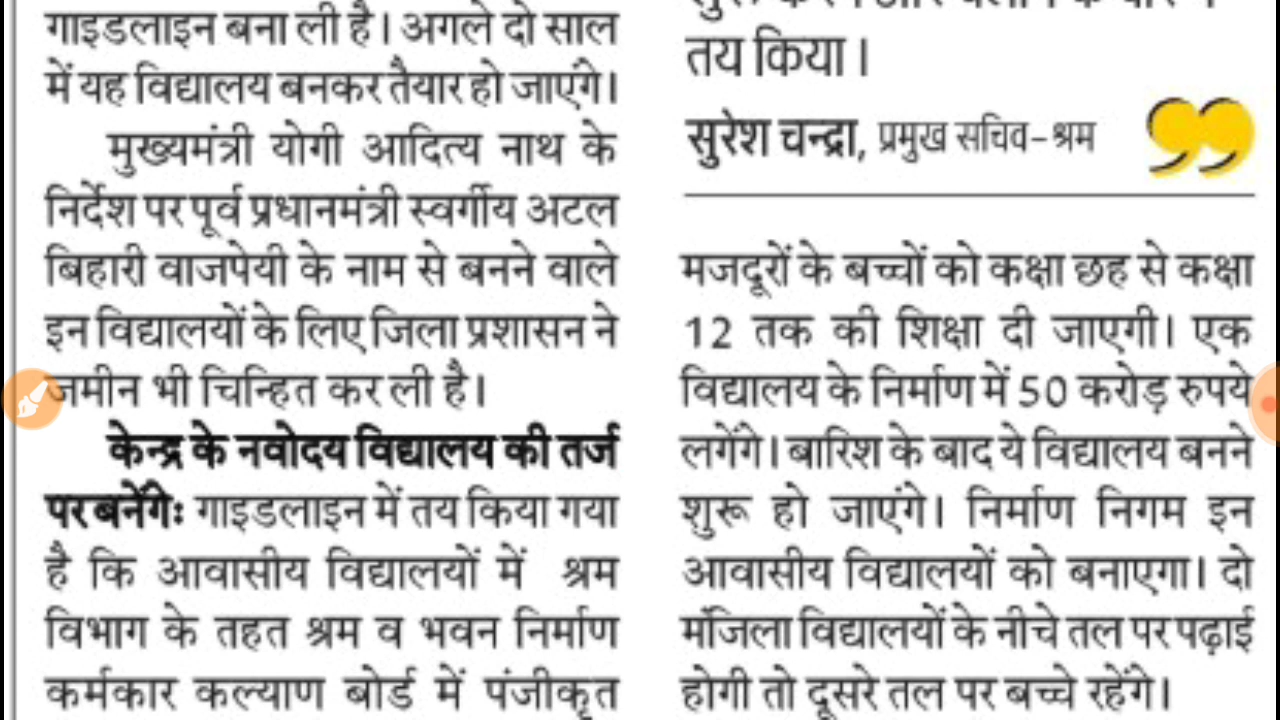 गाइडलाइन बना ली है। अगले दो साल
में यह विद्यालय बनकर तैयार हो जाएंगे।
मुख्यमंत्री योगी आदित्य नाथ के
निर्देश पर पूर्व प्रधानमंत्री स्वर्गीय अटल
बिहारी वाजपेयी के नाम से बनने वाले
इन विद्यालयों के लिए जिला प्रशासन ने
जमीन भी चिन्हित कर ली है।
केन्द्र के नवोदय विद्यालय की तर्ज
पर बनेंगेः गाइडलाइन में तय किया गया
है कि आवासीय विद्यालयों में श्रम
विभाग के तहत श्रम व भवन निर्माण
कर्मकार कल्याण बोर्ड में पंजीकृत
तय किया।
सुरेश चन्द्रा, प्रमुख सचिव-श्रम
मजदूरों के बच्चों को कक्षा छह से कक्षा
12 तक की शिक्षा दी जाएगी। एक
विद्यालय के निर्माण में 50 करोड़ रुपये
लगेंगे। बारिश के बाद ये विद्यालय बनने
शुरू हो जाएंगे। निर्माण निगम इन
आवासीय विद्यालयों को बनाएगा। दो
मंजिला विद्यालयों के नीचे तल पर पढ़ाई
होगी तो दूसरे तल पर बच्चे रहेंगे।